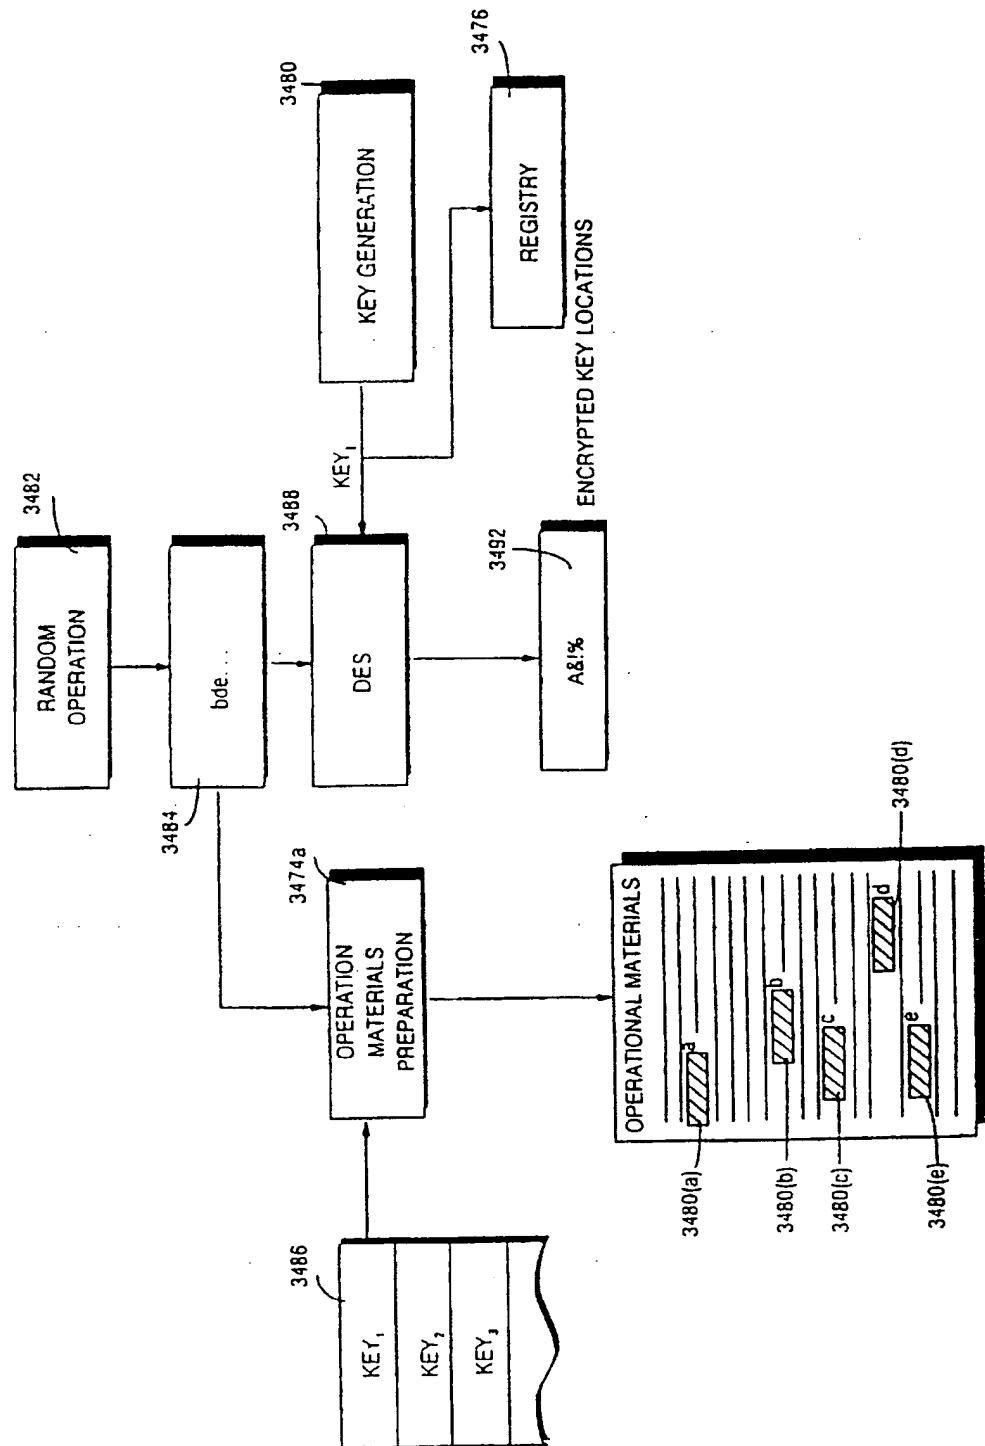 3482
RANDOM
OPERATION
3484
bde...
3488
DES
KEY1
3480
KEY GENERATION
3476
REGISTRY
3492
A&!%
ENCRYPTED KEY LOCATIONS
3486
KEY1
KEY2
KEY3
3474a
OPERATION
MATERIALS
PREPARATION
OPERATIONAL MATERIALS
a
b
c
d
e
3480(a)
3480(b)
3480(c)
3480(d)
3480(e)